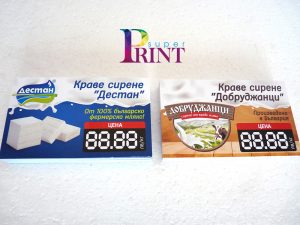 super
PRINT
Дестан
Краве сирене
"Дестан"
От 100% българско
фермерско мляко!
ЦЕНА
88.88
Краве сирене
"Добруджанци"
ДОБРУДЖАНЦИ
Произведено
в България
ЦЕНА
88.88